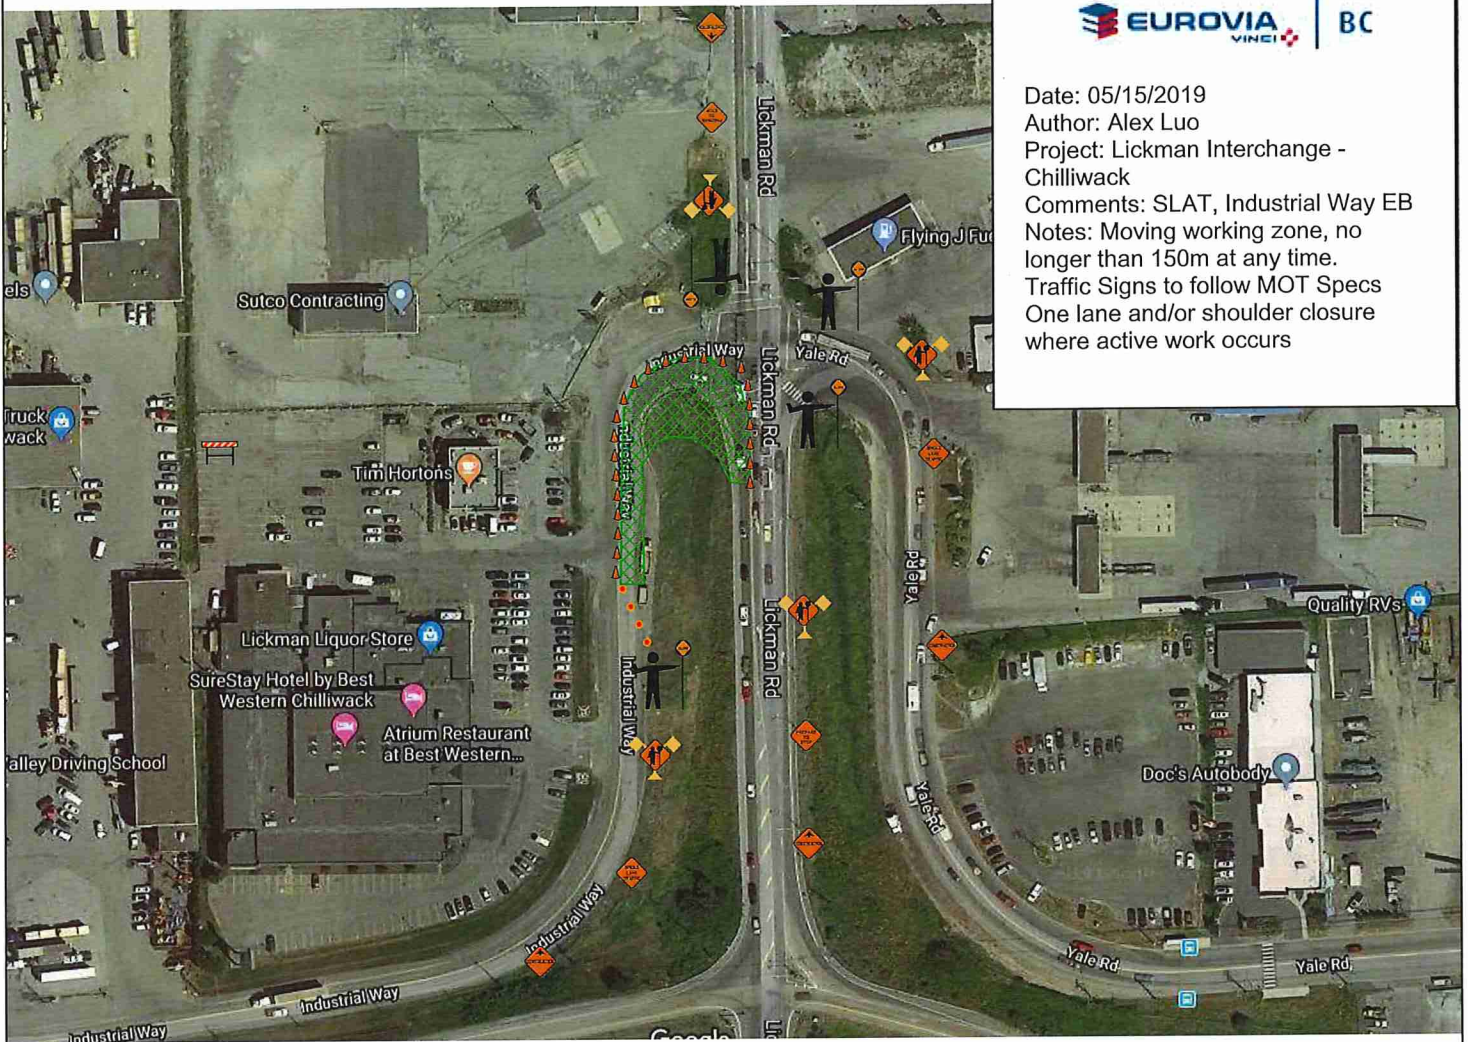 EUROVIA
VINCI
BC
Date: 05/15/2019
Author: Alex Luo
Project: Lickman Interchange -
Chilliwack
Comments: SLAT, Industrial Way EB
Notes: Moving working zone, no
longer than 150m at any time.
Traffic Signs to follow MOT Specs
One lane and/or shoulder closure
where active work occurs
Lickman Rd
Flying J Fue
els
Sutco Contracting
Industrial Way
Lickman Rd
Yale Rd
Truck
wack
Tim Hortons
Industrial Way
Yale Rd
Quality RVs
Lickman Liquor Store
Lickman Rd
SureStay Hotel by Best
Western Chilliwack
Industrial Way
Atrium Restaurant
at Best Western...
alley Driving School
Doc's Autobody
Yale Rd
Industrial Way
Yale Rd
Yale Rd
Industrial Way
Industrial Way
Google
Li